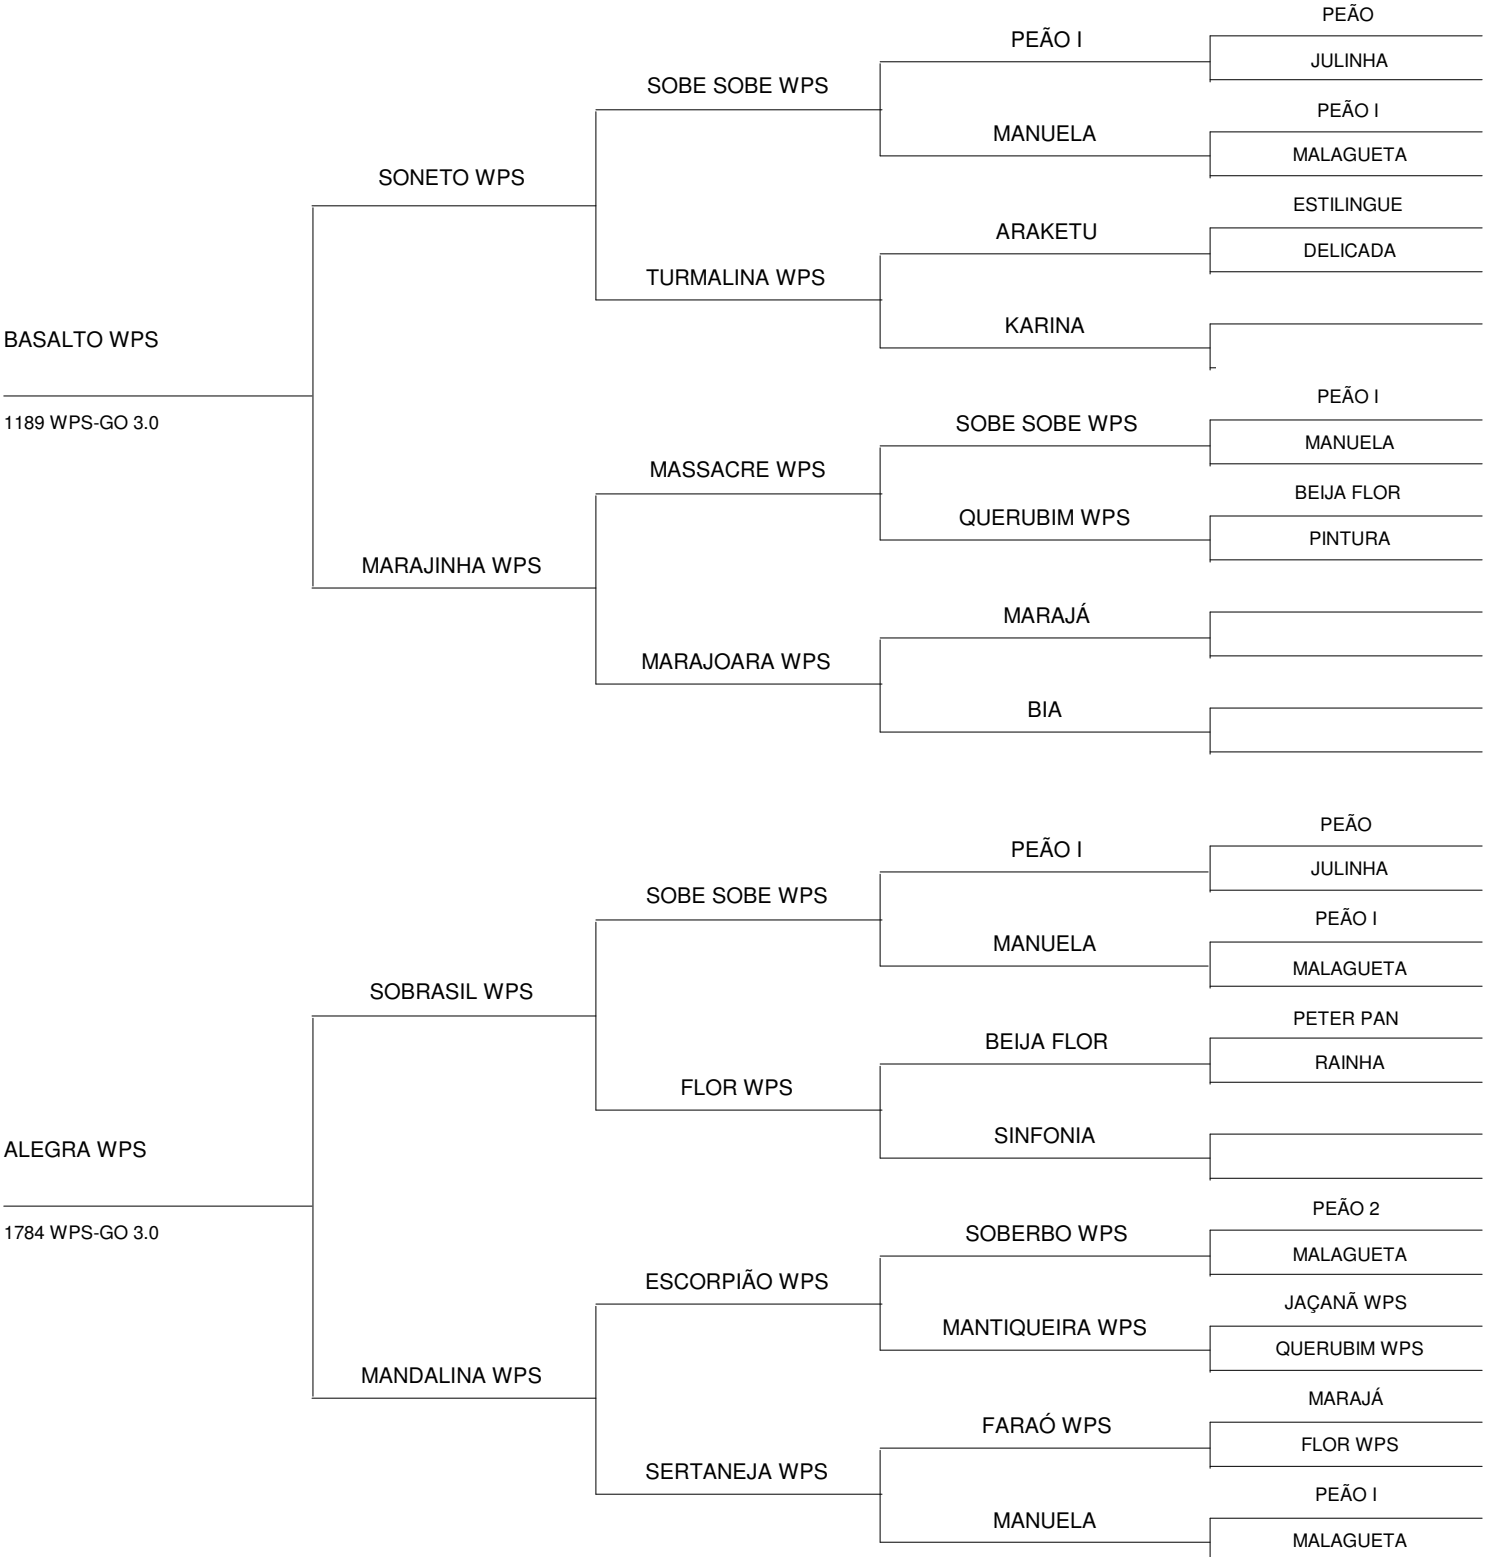 PEÃO
PEÃO I
JULINHA
SOBE SOBE WPS
PEÃO I
MANUELA
MALAGUETA
SONETO WPS
ESTILINGUE
ARAKETU
DELICADA
TURMALINA WPS
KARINA
BASALTO WPS
PEÃO I
1189 WPS-GO 3.0
SOBE SOBE WPS
MANUELA
MASSACRE WPS
BEIJA FLOR
QUERUBIM WPS
PINTURA
MARAJINHA WPS
MARAJÁ
MARAJOARA WPS
BIA
PEÃO
PEÃO I
JULINHA
SOBE SOBE WPS
PEÃO I
MANUELA
MALAGUETA
SOBRASIL WPS
PETER PAN
BEIJA FLOR
RAINHA
FLOR WPS
SINFONIA
ALEGRA WPS
PEÃO 2
1784 WPS-GO 3.0
SOBERBO WPS
MALAGUETA
ESCORPIÃO WPS
JAÇANÃ WPS
MANTIQUEIRA WPS
QUERUBIM WPS
MANDALINA WPS
MARAJÁ
FARAÓ WPS
FLOR WPS
SERTANEJA WPS
PEÃO I
MANUELA
MALAGUETA